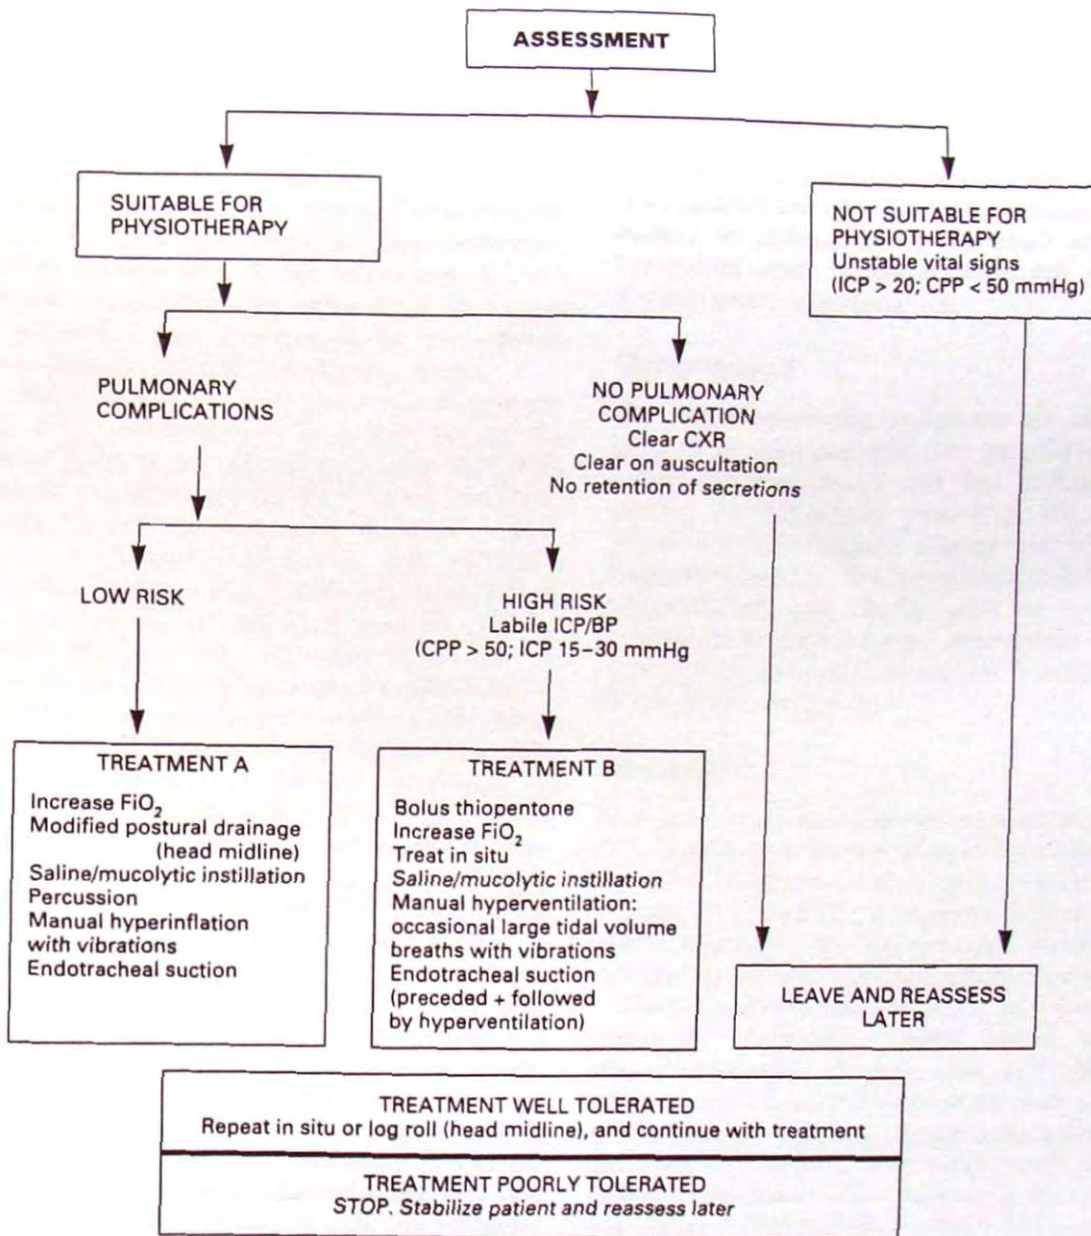 ASSESSMENT
SUITABLE FOR
PHYSIOTHERAPY
NOT SUITABLE FOR
PHYSIOTHERAPY
Unstable vital signs
(ICP > 20; CPP < 50 mmHg)
PULMONARY
COMPLICATIONS
NO PULMONARY
COMPLICATION
Clear CXR
Clear on auscultation
No retention of secretions
LOW RISK
HIGH RISK
Labile ICP/BP
(CPP > 50; ICP 15–30 mmHg
TREATMENT A
Increase FiO₂
Modified postural drainage
(head midline)
Saline/mucolytic instillation
Percussion
Manual hyperinflation
with vibrations
Endotracheal suction
TREATMENT B
Bolus thiopentone
Increase FiO₂
Treat in situ
Saline/mucolytic instillation
Manual hyperventilation:
occasional large tidal volume
breaths with vibrations
Endotracheal suction
(preceded + followed
by hyperventilation)
LEAVE AND REASSESS
LATER
TREATMENT WELL TOLERATED
Repeat in situ or log roll (head midline), and continue with treatment
TREATMENT POORLY TOLERATED
STOP. Stabilize patient and reassess later